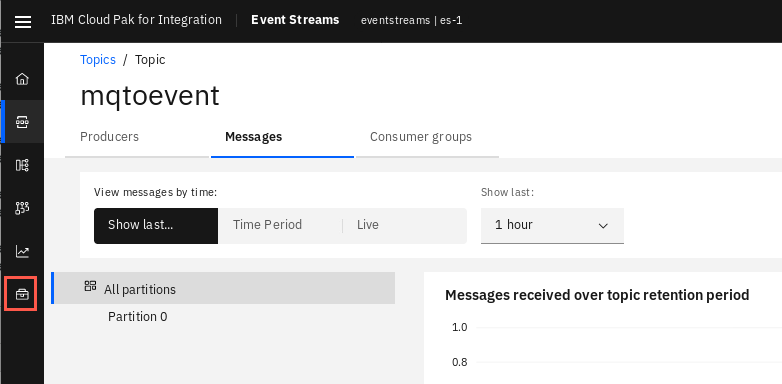 IBM Cloud Pak for Integration Event Streams eventstreams | es-1
Topics / Topic
mqtoevent
Producers Messages Consumer groups
View messages by time: Show last:
Show last... Time Period Live 1 hour
All partitions
Partition 0
Messages received over topic retention period
1.0
0.8